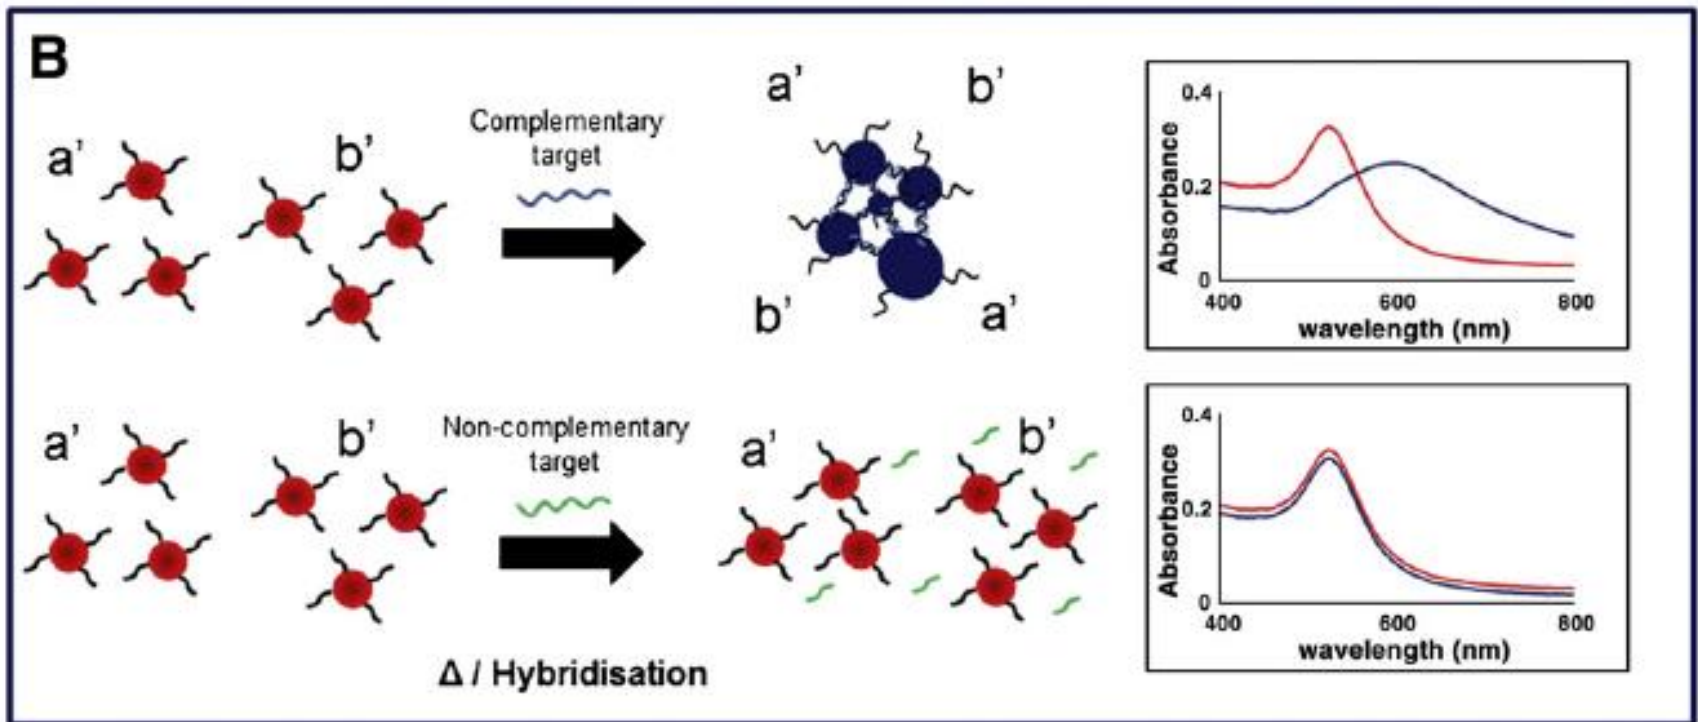 B
a’
b’
Complementary
target
a’
b’
b’
a’
0.4
0.2
0
Absorbance
400
600
800
wavelength (nm)
a’
b’
Non-complementary
target
a’
b’
0.4
0.2
0
Absorbance
400
600
800
wavelength (nm)
Δ / Hybridisation